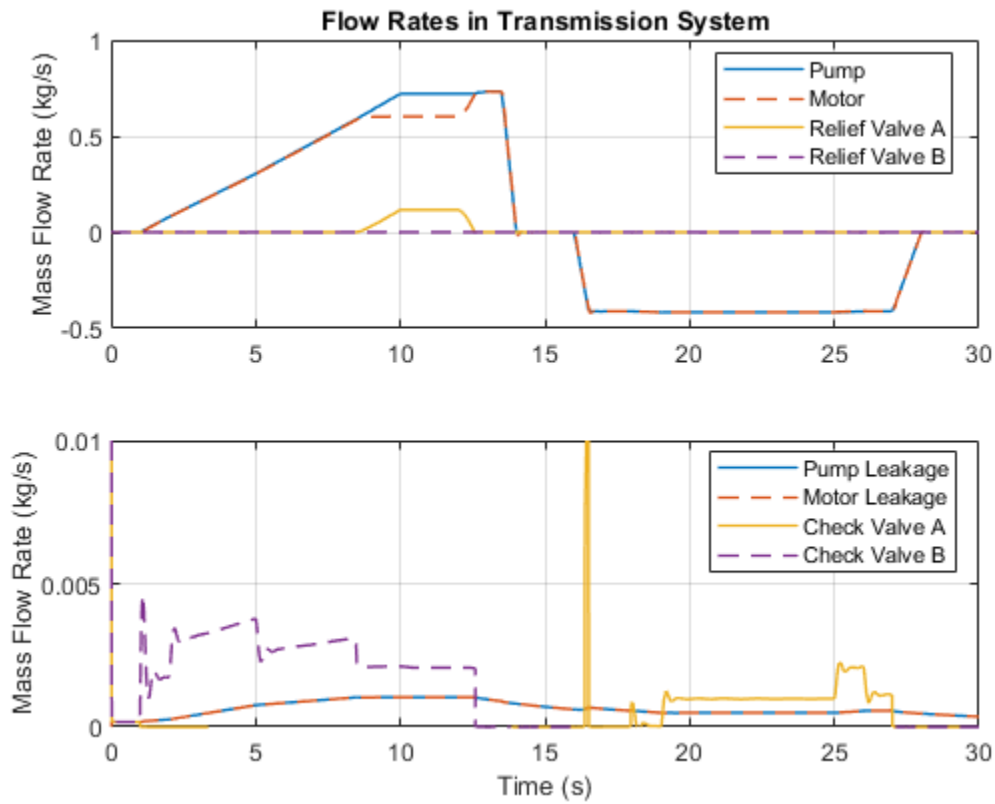 Flow Rates in Transmission System
Mass Flow Rate (kg/s)
1
0.5
0
-0.5
Pump
Motor
Relief Valve A
Relief Valve B
0 5 10 15 20 25 30
Mass Flow Rate (kg/s)
0.01
0.005
0
Pump Leakage
Motor Leakage
Check Valve A
Check Valve B
0 5 10 15 20 25 30
Time (s)